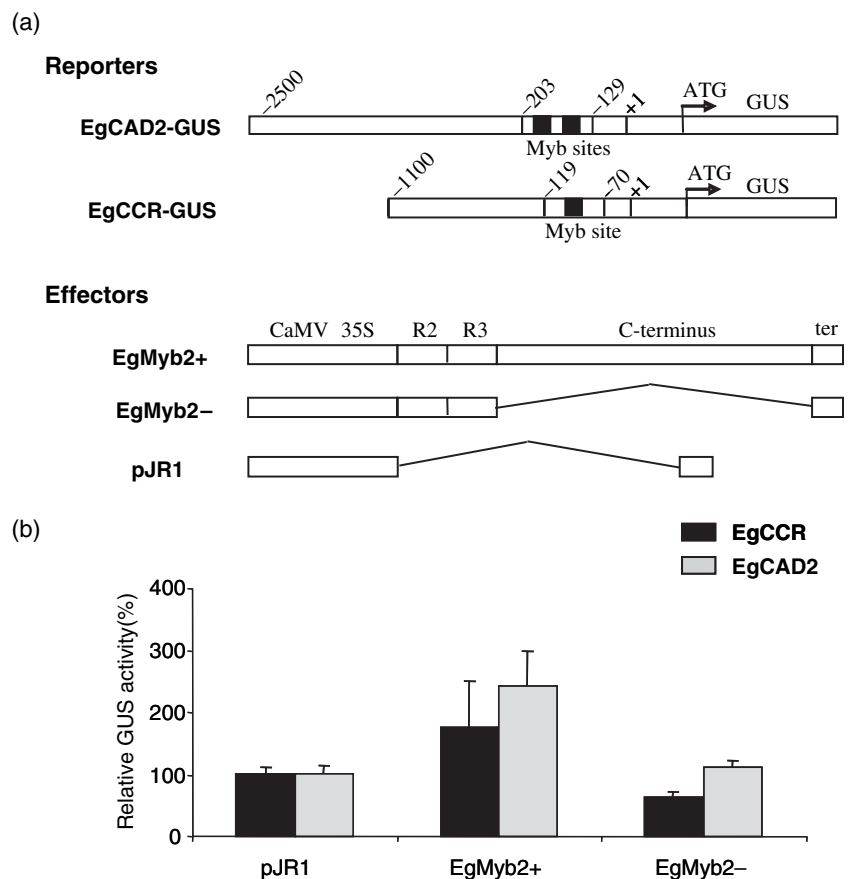 (a)
Reporters
EgCAD2-GUS
–2500 –203 –129 +1 ATG GUS
Myb sites
EgCCR-GUS
–1100 –119 –70 +1 ATG GUS
Myb site
Effectors
CaMV 35S R2 R3 C-terminus ter
EgMyb2+
EgMyb2–
pJR1
(b)
EgCCR
EgCAD2
Relative GUS activity(%)
400
300
200
100
0
pJR1 EgMyb2+ EgMyb2–